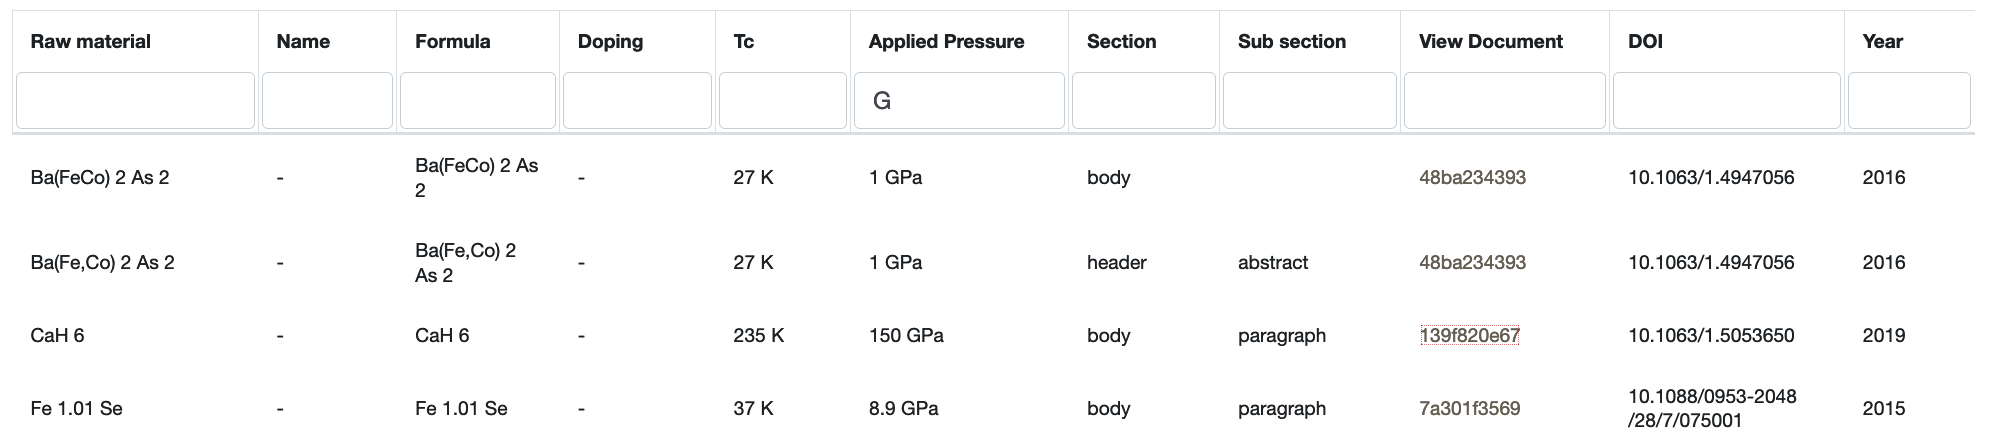 Raw material Name Formula Doping Tc Applied Pressure Section Sub section View Document DOI Year
G
Ba(FeCo) 2 As 2 - Ba(FeCo) 2 As 2 - 27 K 1 GPa body 48ba234393 10.1063/1.4947056 2016
Ba(Fe,Co) 2 As 2 - Ba(Fe,Co) 2 As 2 - 27 K 1 GPa header abstract 48ba234393 10.1063/1.4947056 2016
CaH 6 - CaH 6 - 235 K 150 GPa body paragraph 139f820e67 10.1063/1.5053650 2019
Fe 1.01 Se - Fe 1.01 Se - 37 K 8.9 GPa body paragraph 7a301f3569 10.1088/0953-2048/28/7/075001 2015